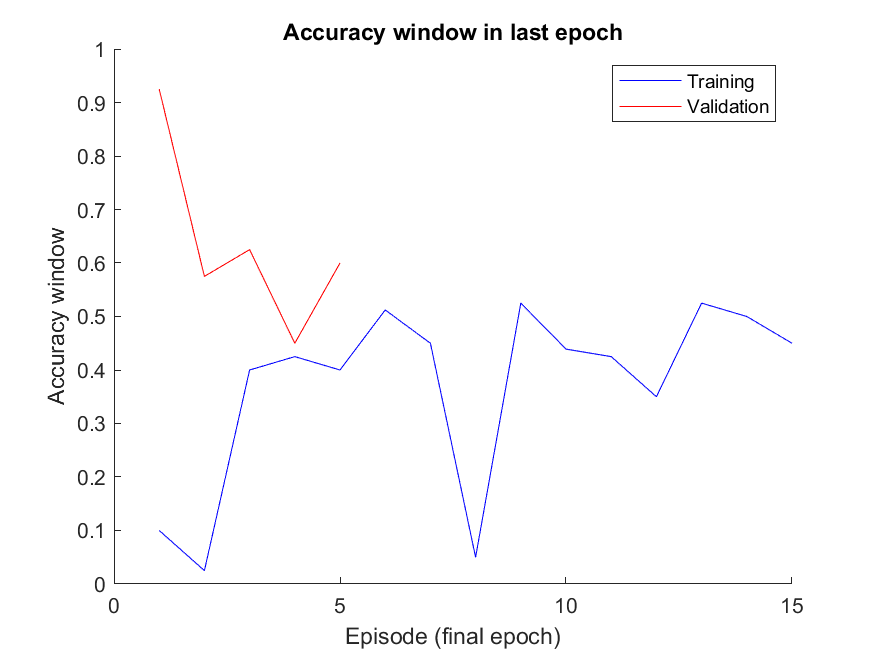 Accuracy window in last epoch
Training
Validation
Accuracy window
1
0.9
0.8
0.7
0.6
0.5
0.4
0.3
0.2
0.1
0
0 5 10 15
Episode (final epoch)